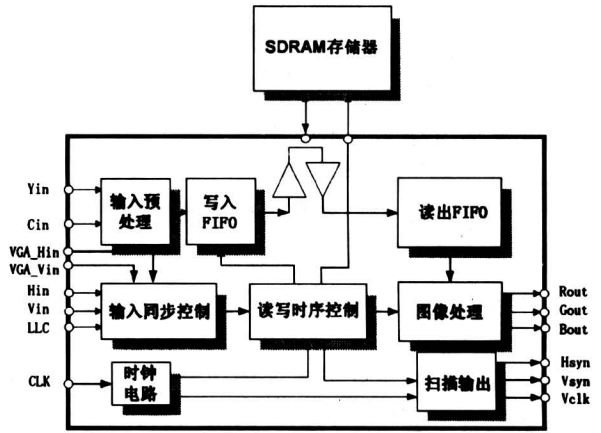 SDRAM存储器
Yin
Cin
VGA_Hin
VGA_Vin
Hin
Vin
LLC
CLK
输入预
处理
写入
FIFO
读出FIFO
输入同步控制
读写时序控制
图像处理
时钟
电路
扫描输出
Rout
Gout
Bout
Hsyn
Vsyn
Vclk